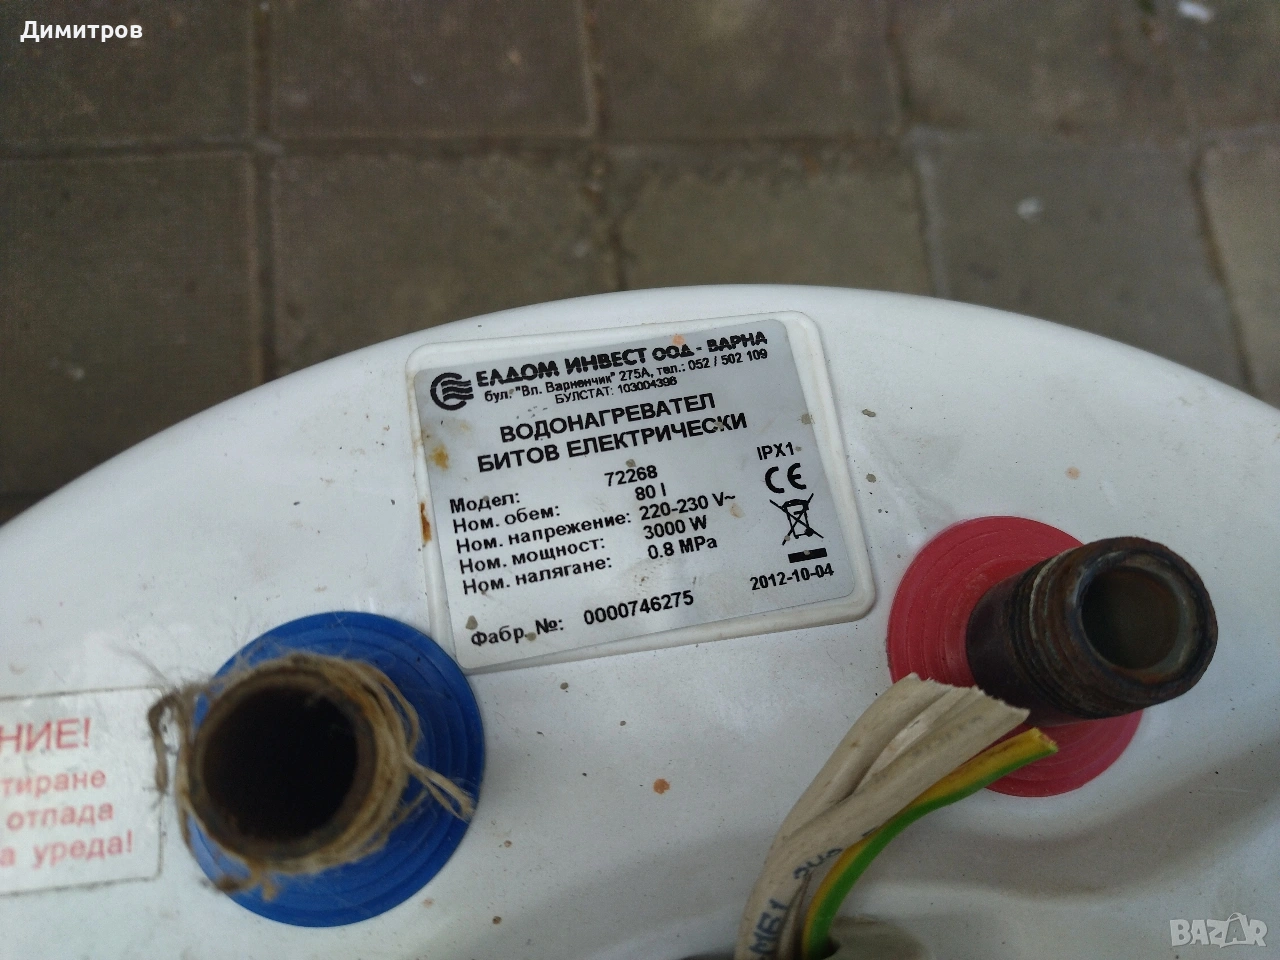 Димитров
ЕЛДОМ ИНВЕСТ ООД - ВАРНА
бул. "Вл. Варненчик" 275А, тел.: 052 / 502 109
БУЛСТАТ: 103004398
ВОДОНАГРЕВАТЕЛ
БИТОВ ЕЛЕКТРИЧЕСКИ
IPX1
Модел: 72268
CE
Ном. обем: 80 l
Ном. напрежение: 220-230 V~
Ном. мощност: 3000 W
Ном. налягане: 0.8 MPa
2012-10-04
Фабр. №: 0000746275
НИЕ!
тиране
отпада
а уреда!
BAZAR